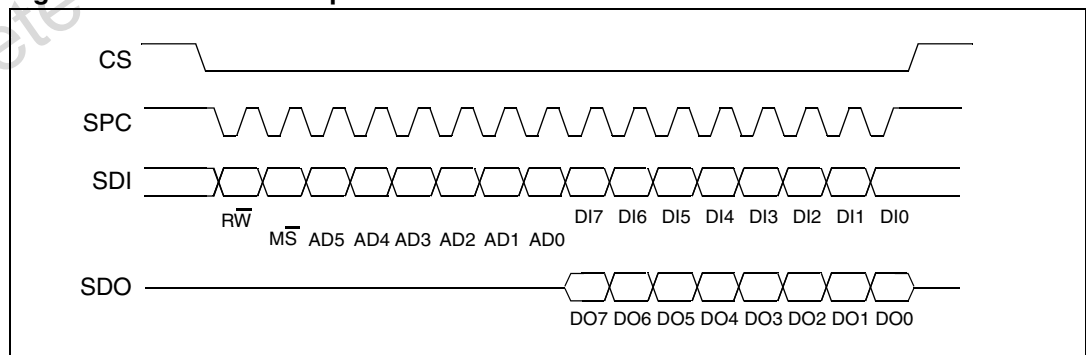 CS
SPC
SDI
RW̅
DI7 DI6 DI5 DI4 DI3 DI2 DI1 DI0
MS̅ AD5 AD4 AD3 AD2 AD1 AD0
SDO
DO7 DO6 DO5 DO4 DO3 DO2 DO1 DO0